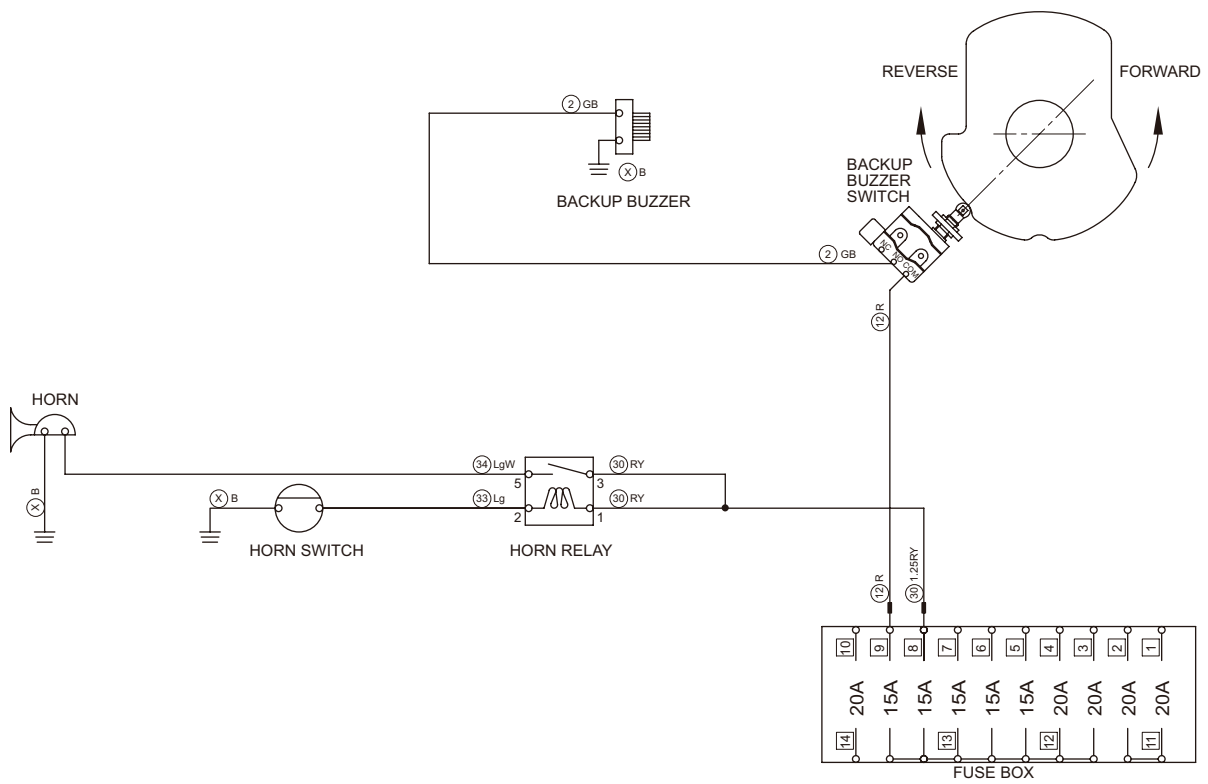 REVERSE
FORWARD
2 GB
X B
BACKUP BUZZER
BACKUP
BUZZER
SWITCH
NC NO COM
2 GB
12 R
HORN
X B
34 LgW
5
30 RY
3
X B
33 Lg
2
30 RY
1
HORN SWITCH
HORN RELAY
12 R
30 1.25RY
10 9 8 7 6 5 4 3 2 1
20A 15A 15A 15A 15A 15A 20A 20A 20A 20A
14 13 12 11
FUSE BOX